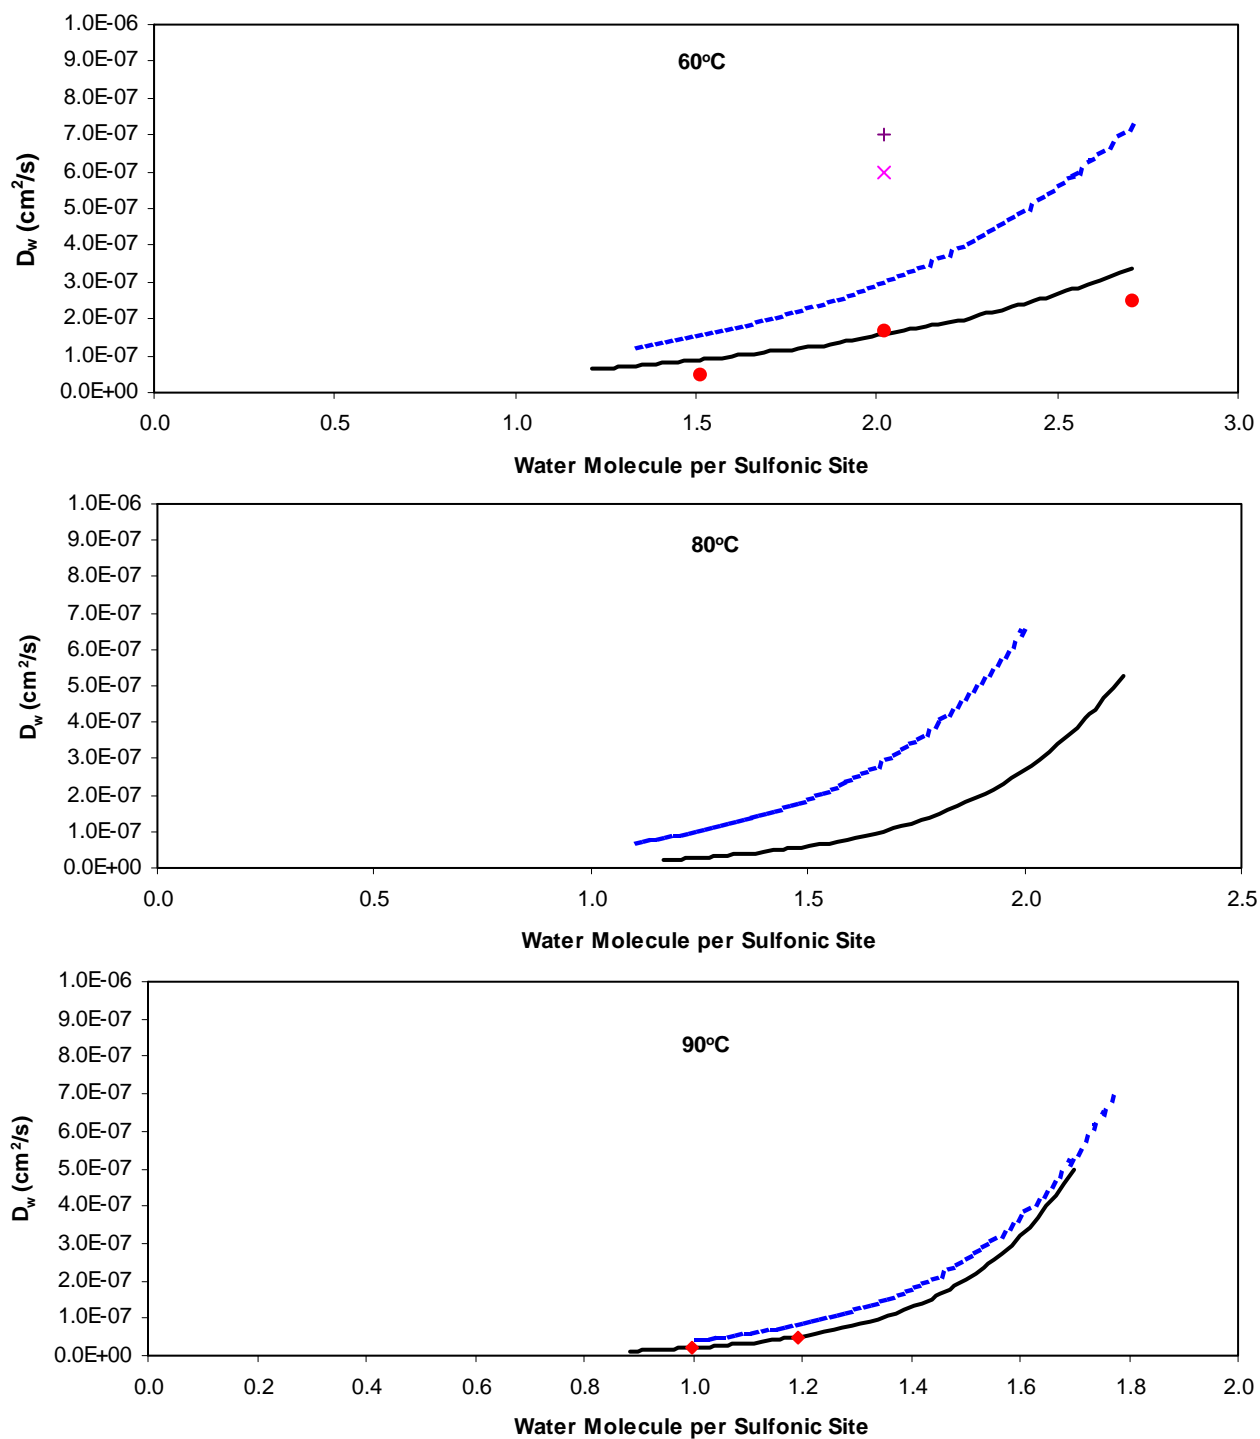 1.0E-06
9.0E-07
8.0E-07
7.0E-07
6.0E-07
5.0E-07
4.0E-07
3.0E-07
2.0E-07
1.0E-07
0.0E+00
D_w (cm²/s)
60°C
0.0 0.5 1.0 1.5 2.0 2.5 3.0
Water Molecule per Sulfonic Site
1.0E-06
9.0E-07
8.0E-07
7.0E-07
6.0E-07
5.0E-07
4.0E-07
3.0E-07
2.0E-07
1.0E-07
0.0E+00
D_w (cm²/s)
80°C
0.0 0.5 1.0 1.5 2.0 2.5
Water Molecule per Sulfonic Site
1.0E-06
9.0E-07
8.0E-07
7.0E-07
6.0E-07
5.0E-07
4.0E-07
3.0E-07
2.0E-07
1.0E-07
0.0E+00
D_w (cm²/s)
90°C
0.0 0.2 0.4 0.6 0.8 1.0 1.2 1.4 1.6 1.8 2.0
Water Molecule per Sulfonic Site